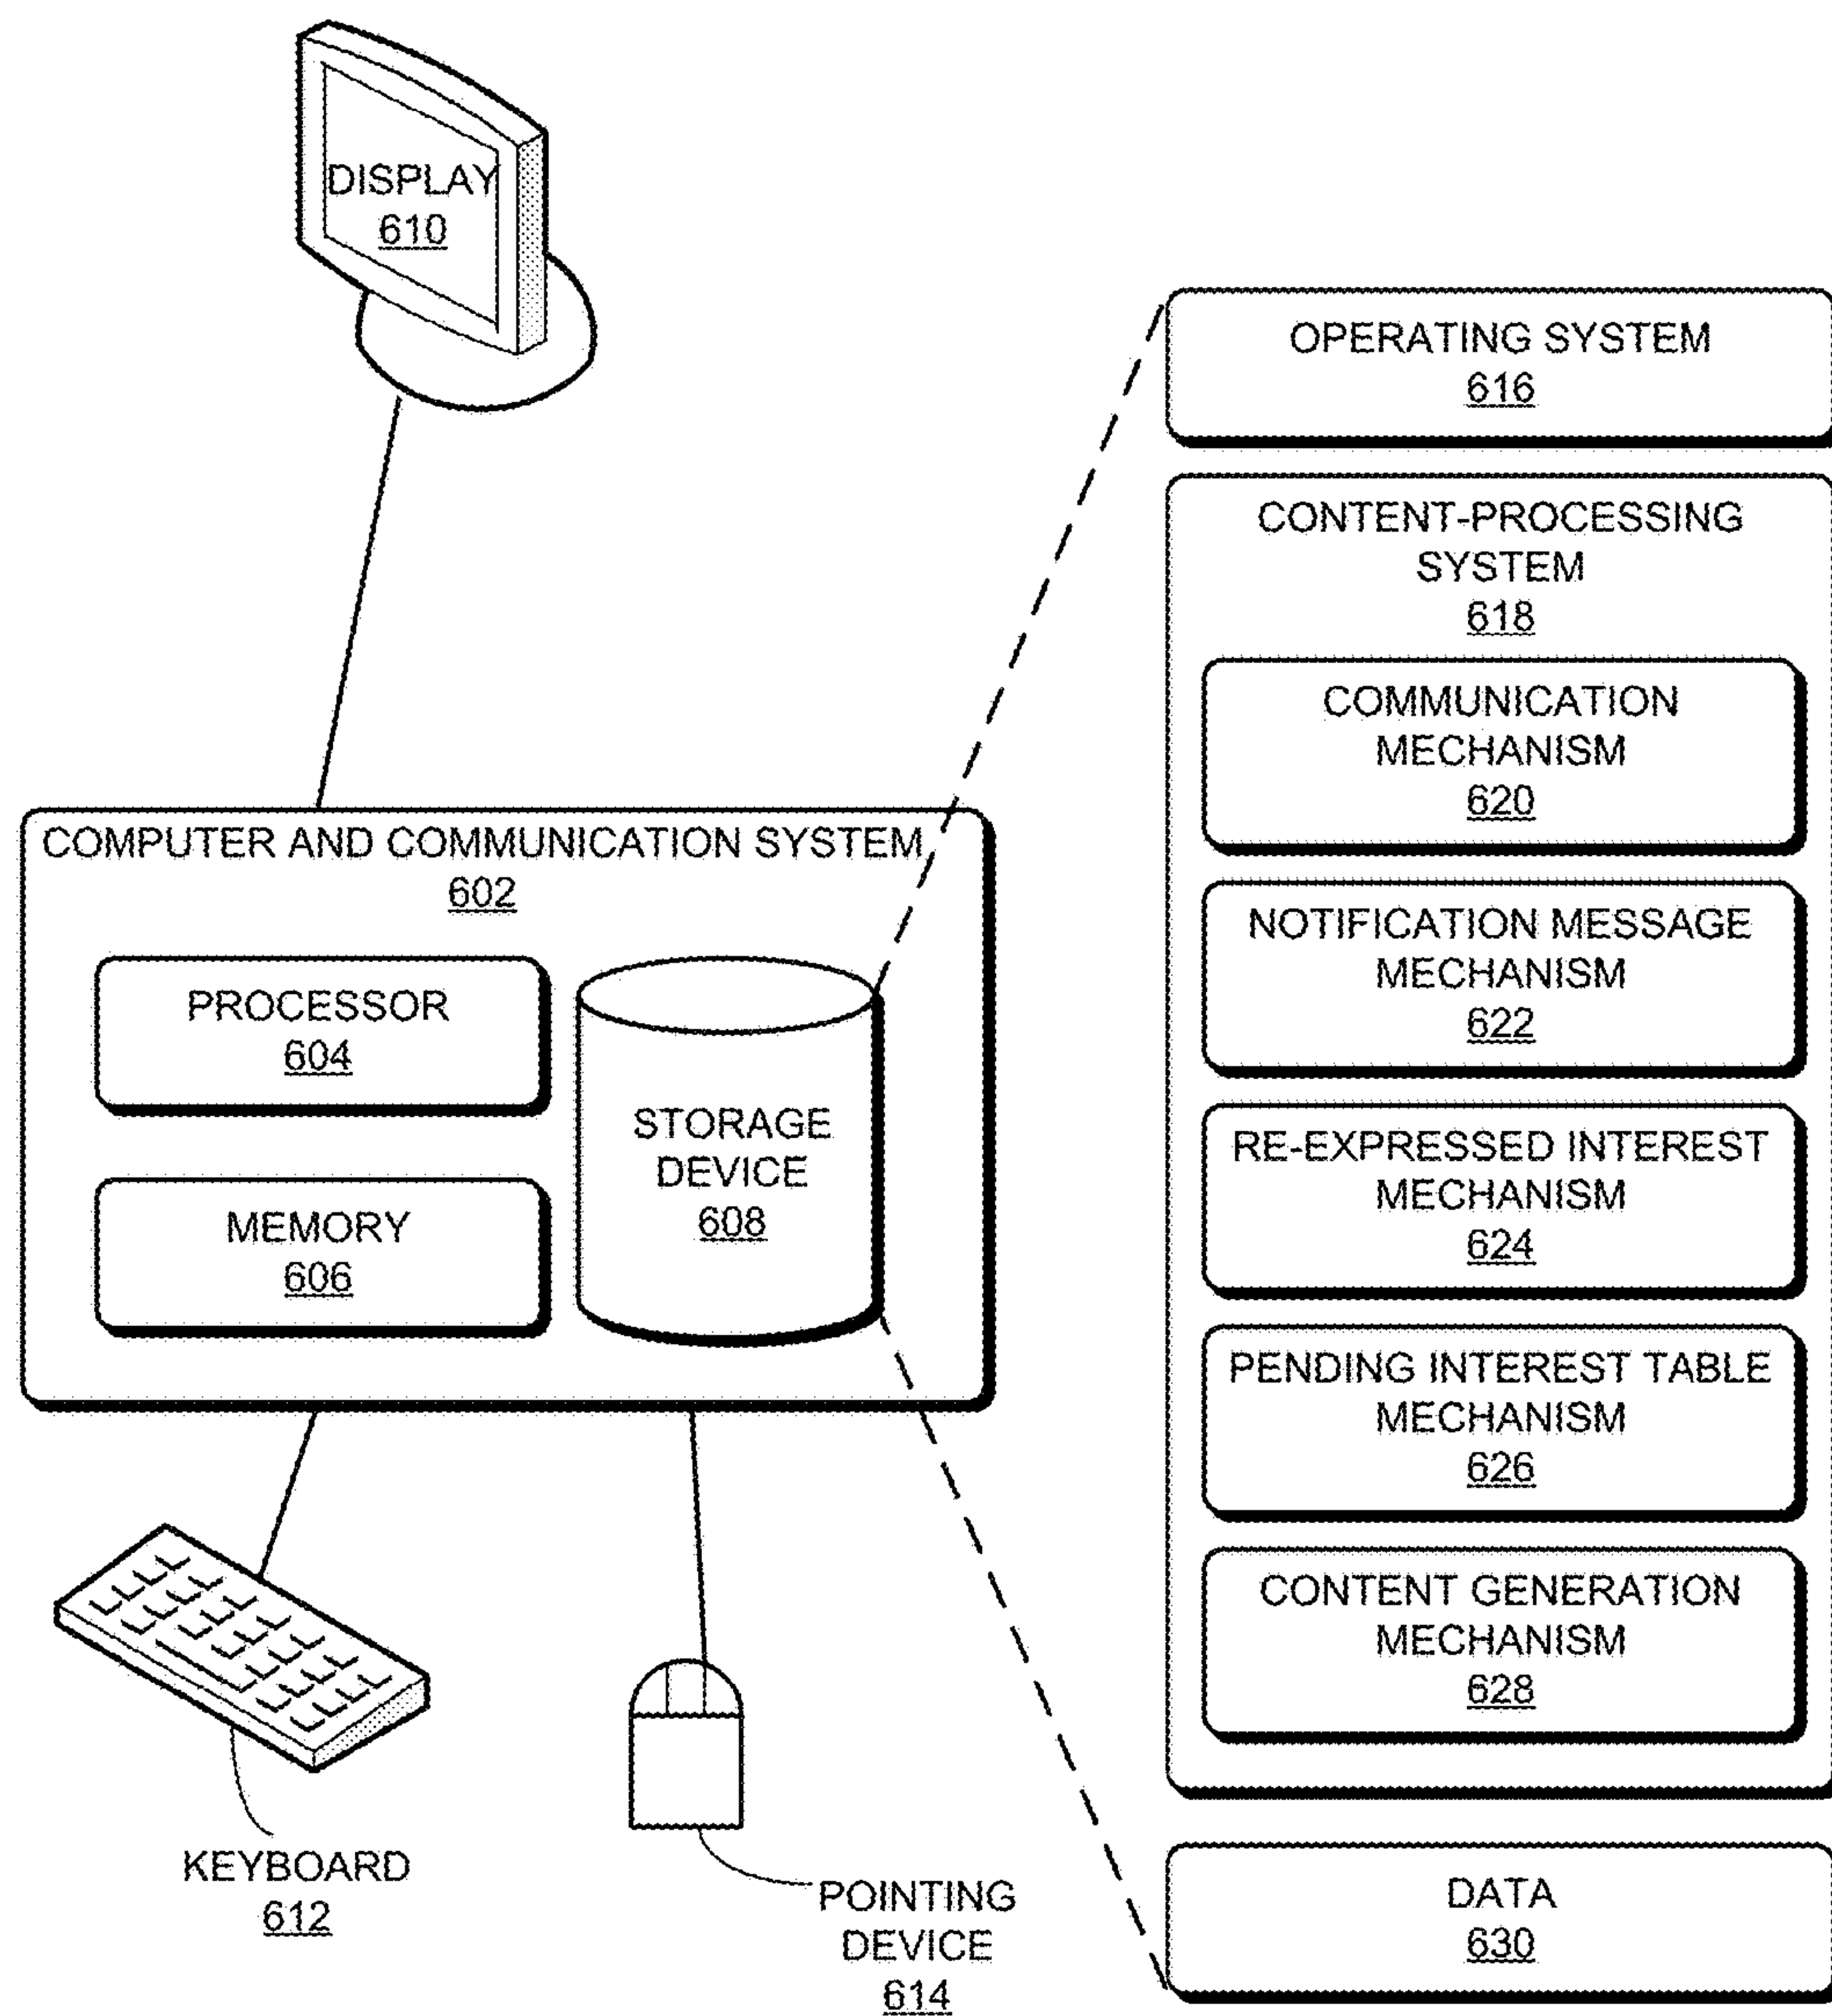 DISPLAY
610
COMPUTER AND COMMUNICATION SYSTEM
602
PROCESSOR
604
MEMORY
606
STORAGE
DEVICE
608
KEYBOARD
612
POINTING
DEVICE
614
OPERATING SYSTEM
616
CONTENT-PROCESSING
SYSTEM
618
COMMUNICATION
MECHANISM
620
NOTIFICATION MESSAGE
MECHANISM
622
RE-EXPRESSED INTEREST
MECHANISM
624
PENDING INTEREST TABLE
MECHANISM
626
CONTENT GENERATION
MECHANISM
628
DATA
630